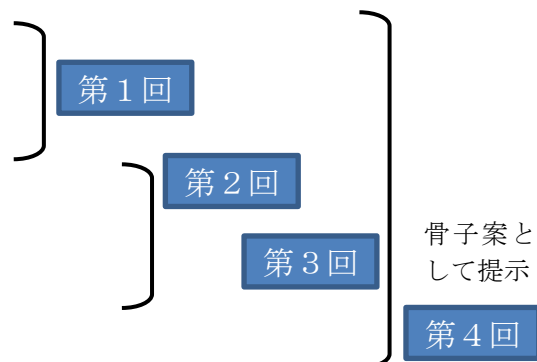 第１回
第２回
第３回
骨子案と
して提示
第４回